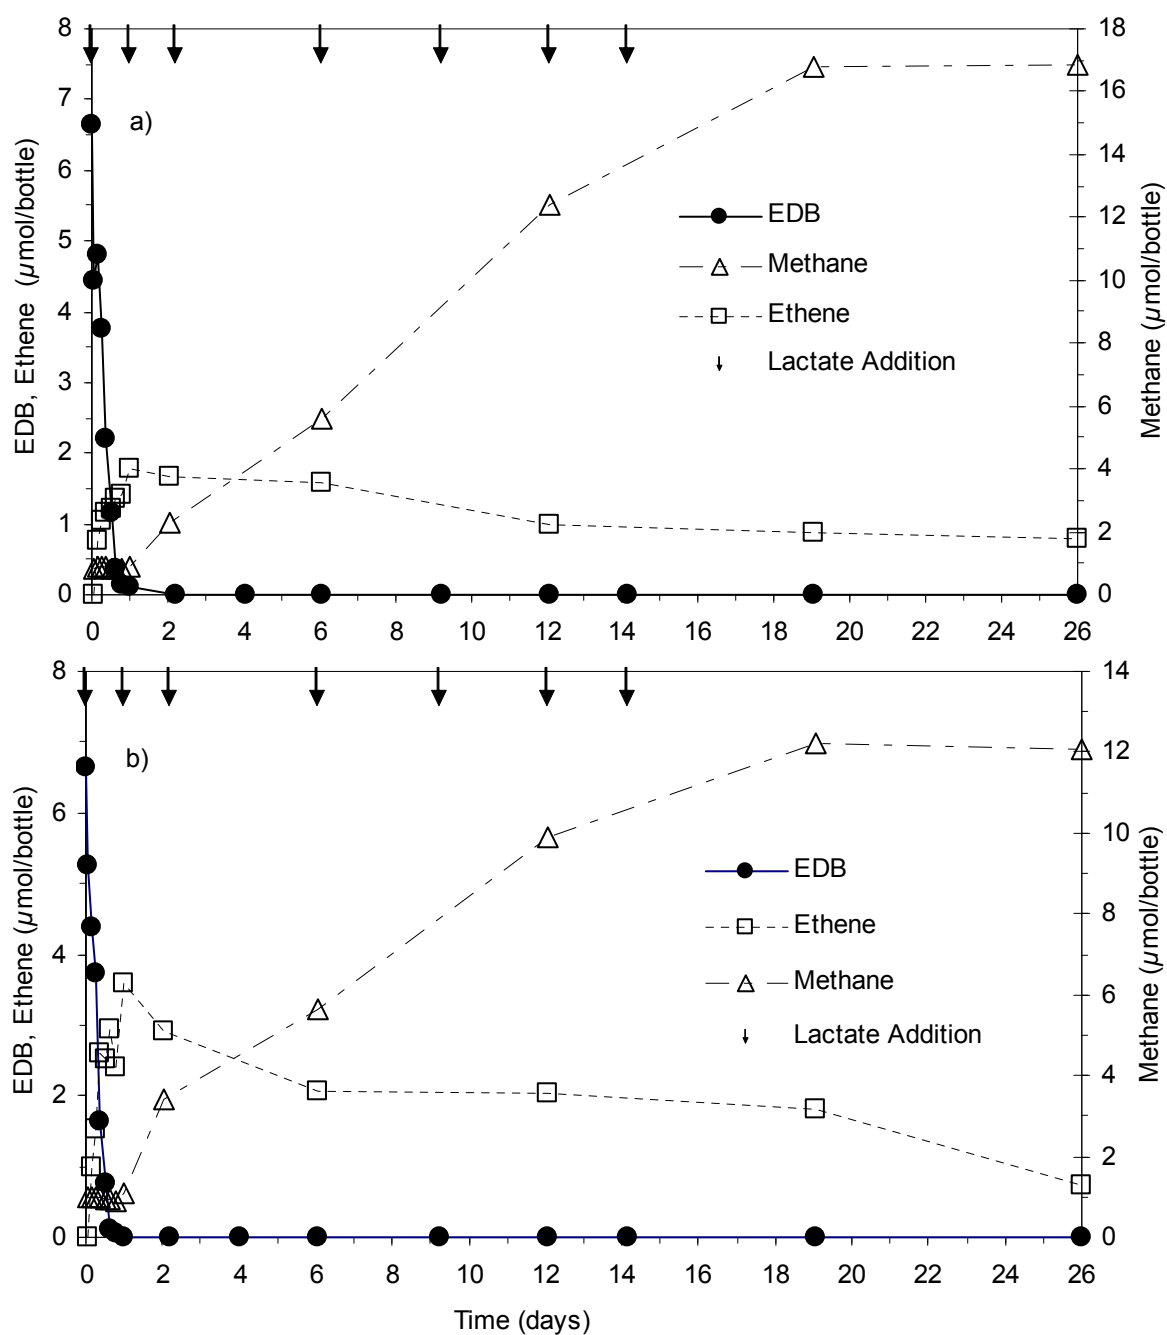 8
7
6
5
4
3
2
1
0
EDB, Ethene (µmol/bottle)
a)
EDB
Methane
Ethene
Lactate Addition
18
16
14
12
10
8
6
4
2
0
Methane (µmol/bottle)
0 2 4 6 8 10 12 14 16 18 20 22 24 26
8
6
4
2
0
EDB, Ethene (µmol/bottle)
b)
EDB
Ethene
Methane
Lactate Addition
14
12
10
8
6
4
2
0
Methane (µmol/bottle)
0 2 4 6 8 10 12 14 16 18 20 22 24 26
Time (days)